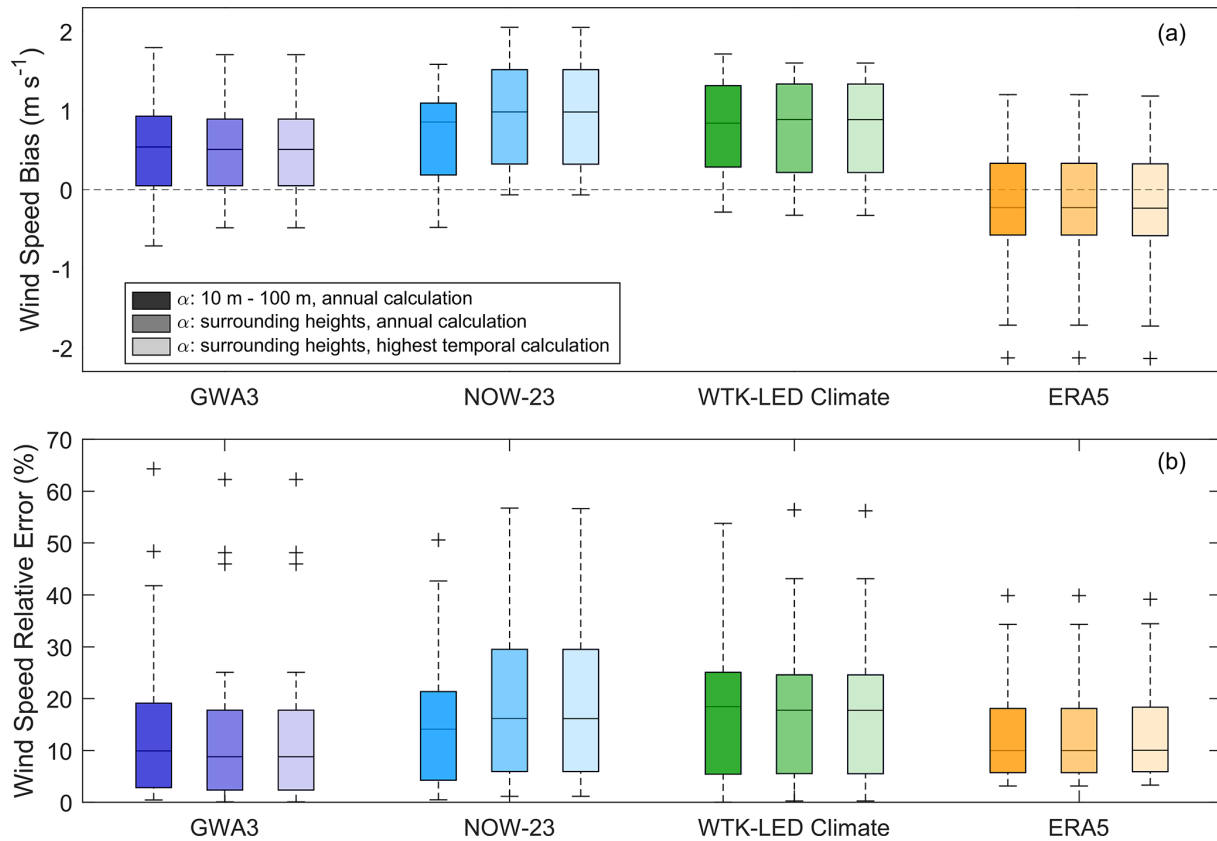 (a)
Wind Speed Bias (m s⁻¹)
2
1
0
-1
-2
α: 10 m - 100 m, annual calculation
α: surrounding heights, annual calculation
α: surrounding heights, highest temporal calculation
GWA3 NOW-23 WTK-LED Climate ERA5
(b)
Wind Speed Relative Error (%)
70
60
50
40
30
20
10
0
GWA3 NOW-23 WTK-LED Climate ERA5